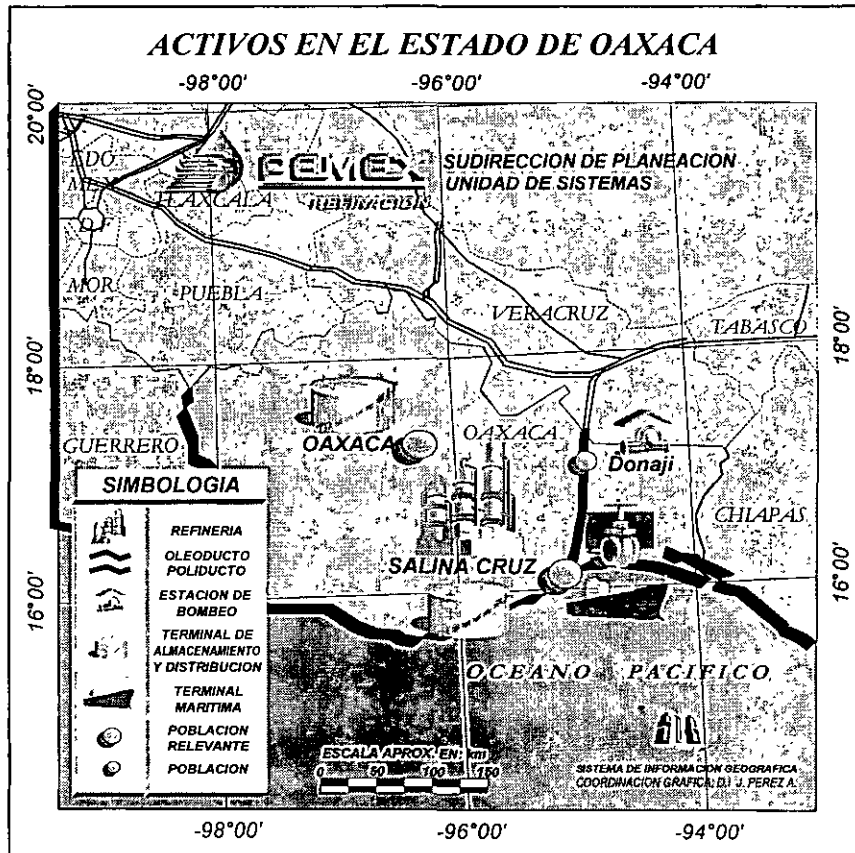 ACTIVOS EN EL ESTADO DE OAXACA
-98°00' -96°00' -94°00'
20°00'
EDO.
MEX.
TLAXCALA
PEMEX
REFINACION
SUDIRECCION DE PLANEACION
UNIDAD DE SISTEMAS
MOR.
PUEBLA
VERACRUZ
TABASCO
18°00' 18°00'
GUERRERO
OAXACA
OAXACA
Donaji
CHIAPAS
SALINA CRUZ
16°00' 16°00'
OCEANO PACIFICO
SIMBOLOGIA
REFINERIA
OLEODUCTO
POLIDUCTO
ESTACION DE
BOMBEO
TERMINAL DE
ALMACENAMIENTO
Y DISTRIBUCION
TERMINAL
MARITIMA
POBLACION
RELEVANTE
POBLACION
ESCALA APROX. EN: km
0 50 100 150
SISTEMA DE INFORMACION GEOGRAFICA
COORDINACION GRAFICA: D.I. J. PEREZ A.
-98°00' -96°00' -94°00'